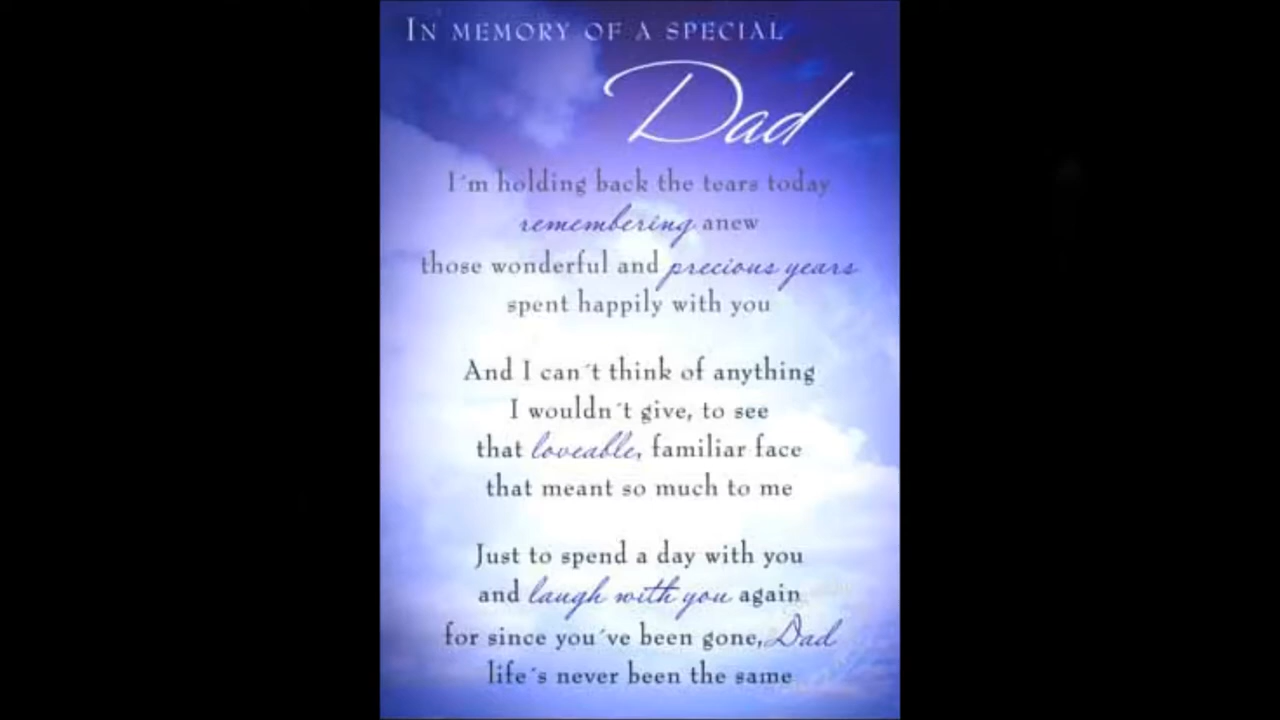 IN MEMORY OF A SPECIAL
Dad
I´m holding back the tears today
remembering anew
those wonderful and precious years
spent happily with you
And I can´t think of anything
I wouldn´t give, to see
that loveable, familiar face
that meant so much to me
Just to spend a day with you
and laugh with you again
for since you´ve been gone, Dad
life´s never been the same